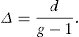 Δ = d / (g − 1).